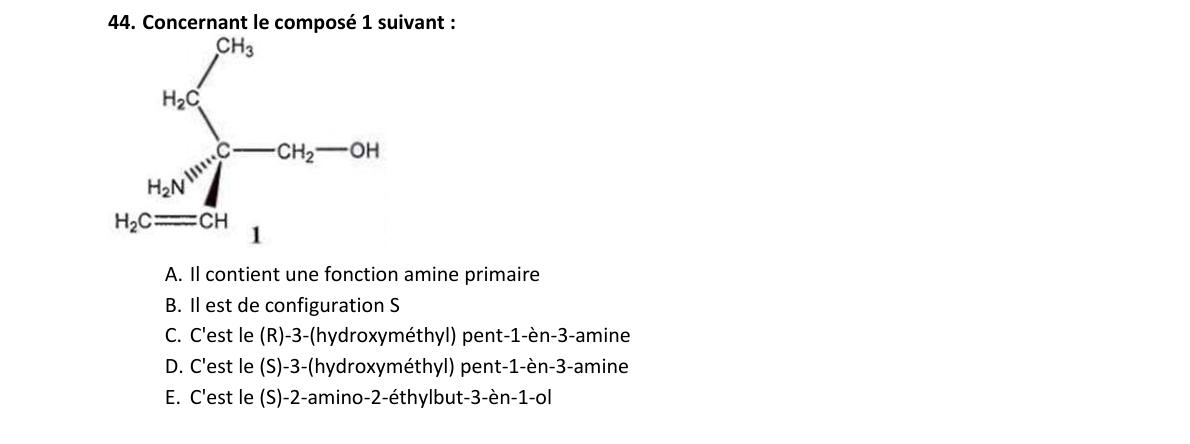 44. Concernant le composé 1 suivant :
CH3
H2C
C—CH2—OH
H2N
H2C=CH
1
A. Il contient une fonction amine primaire
B. Il est de configuration S
C. C'est le (R)-3-(hydroxyméthyl) pent-1-èn-3-amine
D. C'est le (S)-3-(hydroxyméthyl) pent-1-èn-3-amine
E. C'est le (S)-2-amino-2-éthylbut-3-èn-1-ol